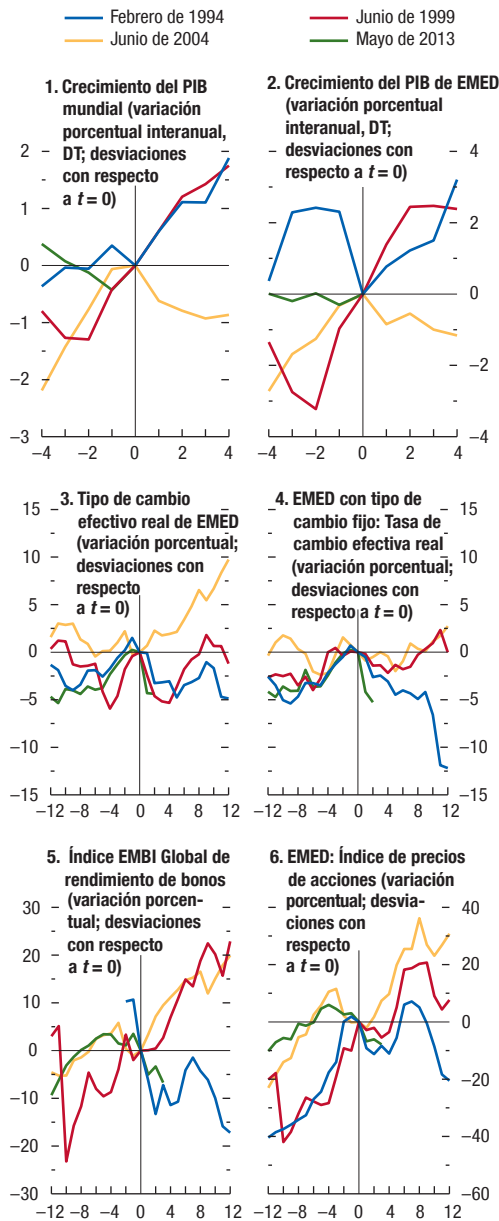 Febrero de 1994
Junio de 1999
Junio de 2004
Mayo de 2013
1. Crecimiento del PIB
mundial (variación
porcentual interanual,
DT; desviaciones
con respecto
a t = 0)
2
1
0
−1
−2
−3
−4 −3 −2 −1 0 1 2 3 4
2. Crecimiento del PIB de EMED
(variación porcentual
interanual, DT;
desviaciones con
respecto a t = 0)
4
2
0
−2
−4
−4 −3 −2 −1 0 1 2 3 4
3. Tipo de cambio
efectivo real de EMED
(variación porcentual;
desviaciones con
respecto
a t = 0)
15
10
5
0
−5
−10
−15
−12 −8 −4 0 4 8 12
4. EMED con tipo de
cambio fijo: Tasa de
cambio efectiva real
(variación porcentual;
desviaciones con
respecto a t = 0)
15
10
5
0
−5
−10
−15
−12 −8 −4 0 4 8 12
5. Índice EMBI Global de
rendimiento de bonos
(variación porcen-
tual; desviaciones
con respecto
a t = 0)
30
20
10
0
−10
−20
−30
−12 −8 −4 0 4 8 12
6. EMED: Índice de precios
de acciones (variación
porcentual; desvia-
ciones con
respecto
a t = 0)
40
20
0
−20
−40
−60
−12 −8 −4 0 4 8 12